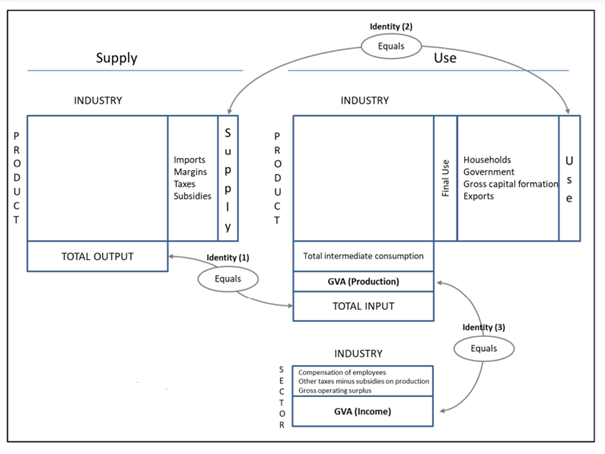 Identity (2)
Equals
Supply
Use
INDUSTRY
INDUSTRY
PRODUCT
Imports
Margins
Taxes
Subsidies
Supply
PRODUCT
Final Use
Households
Government
Gross capital formation
Exports
Use
TOTAL OUTPUT
Identity (1)
Equals
Total intermediate consumption
GVA (Production)
TOTAL INPUT
Identity (3)
Equals
INDUSTRY
SECTOR
Compensation of employees
Other taxes minus subsidies on production
Gross operating surplus
GVA (Income)